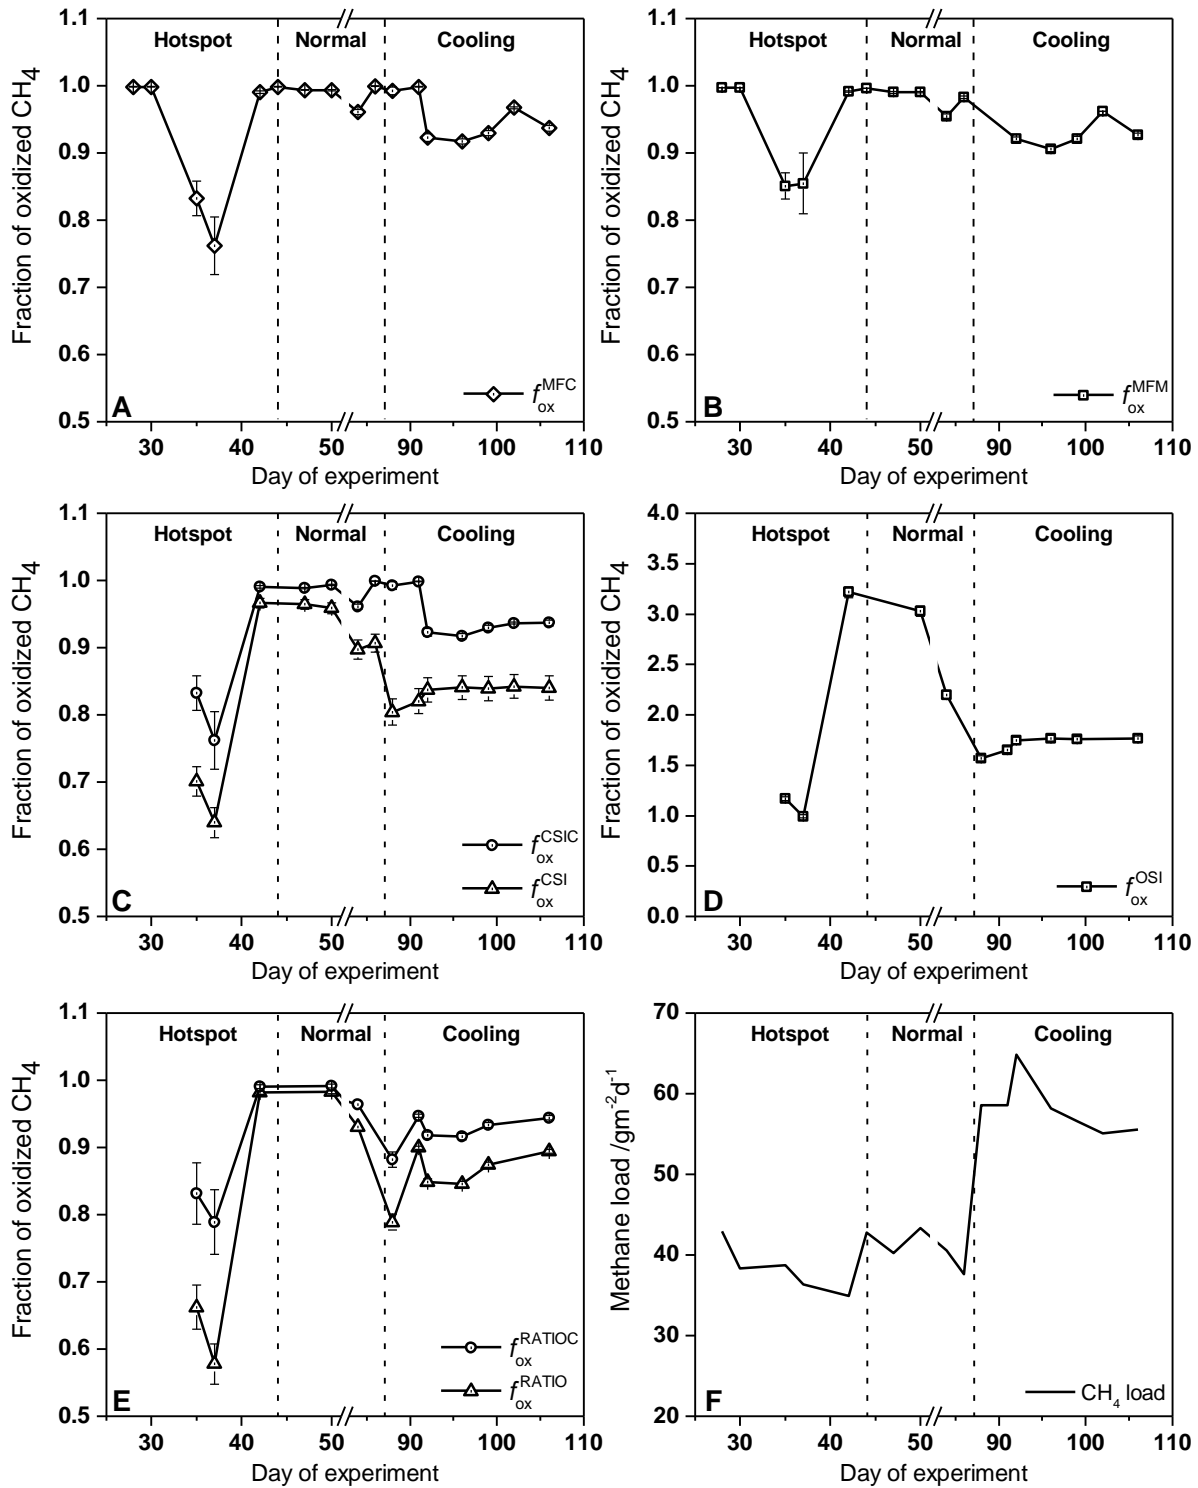 Hotspot Normal Cooling
Fraction of oxidized CH4
1.1
1.0
0.9
0.8
0.7
0.6
0.5
A
fox MFC
30 40 50 90 100 110
Day of experiment
Hotspot Normal Cooling
Fraction of oxidized CH4
1.1
1.0
0.9
0.8
0.7
0.6
0.5
B
fox MFM
30 40 50 90 100 110
Day of experiment
Hotspot Normal Cooling
Fraction of oxidized CH4
1.1
1.0
0.9
0.8
0.7
0.6
0.5
fox CSIC
fox CSI
C
30 40 50 90 100 110
Day of experiment
Hotspot Normal Cooling
Fraction of oxidized CH4
4.0
3.5
3.0
2.5
2.0
1.5
1.0
0.5
0.0
D
fox OSI
30 40 50 90 100 110
Day of experiment
Hotspot Normal Cooling
Fraction of oxidized CH4
1.1
1.0
0.9
0.8
0.7
0.6
0.5
fox RATIOC
fox RATIO
E
30 40 50 90 100 110
Day of experiment
Hotspot Normal Cooling
Methane load /gm-2d-1
70
60
50
40
30
20
F
CH4 load
30 40 50 90 100 110
Day of experiment